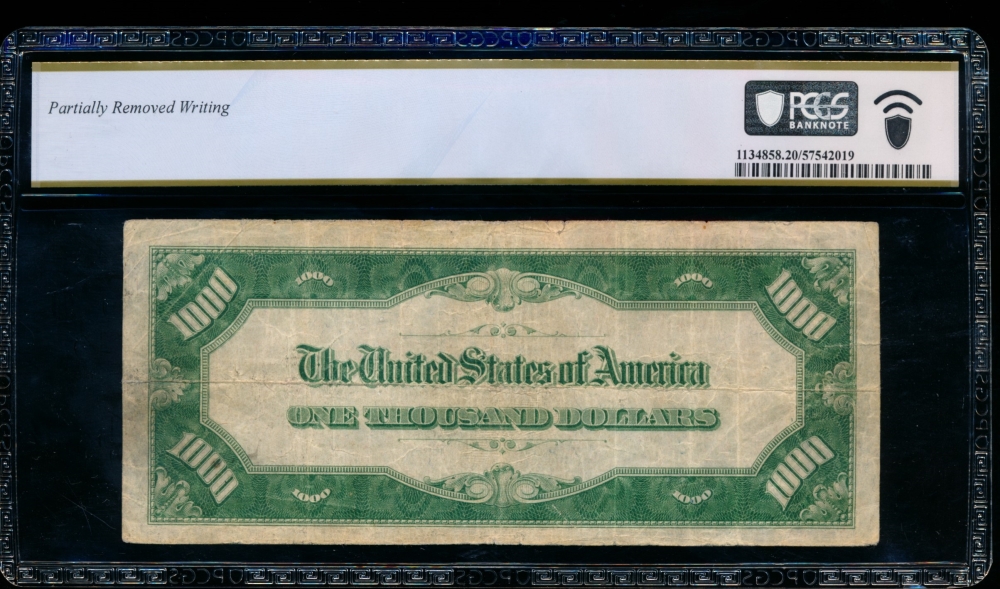 Partially Removed Writing
PCGS
BANKNOTE
1134858.20/57542019
1000 1000 1000 1000
The United States of America
ONE THOUSAND DOLLARS
1000 1000 1000 1000